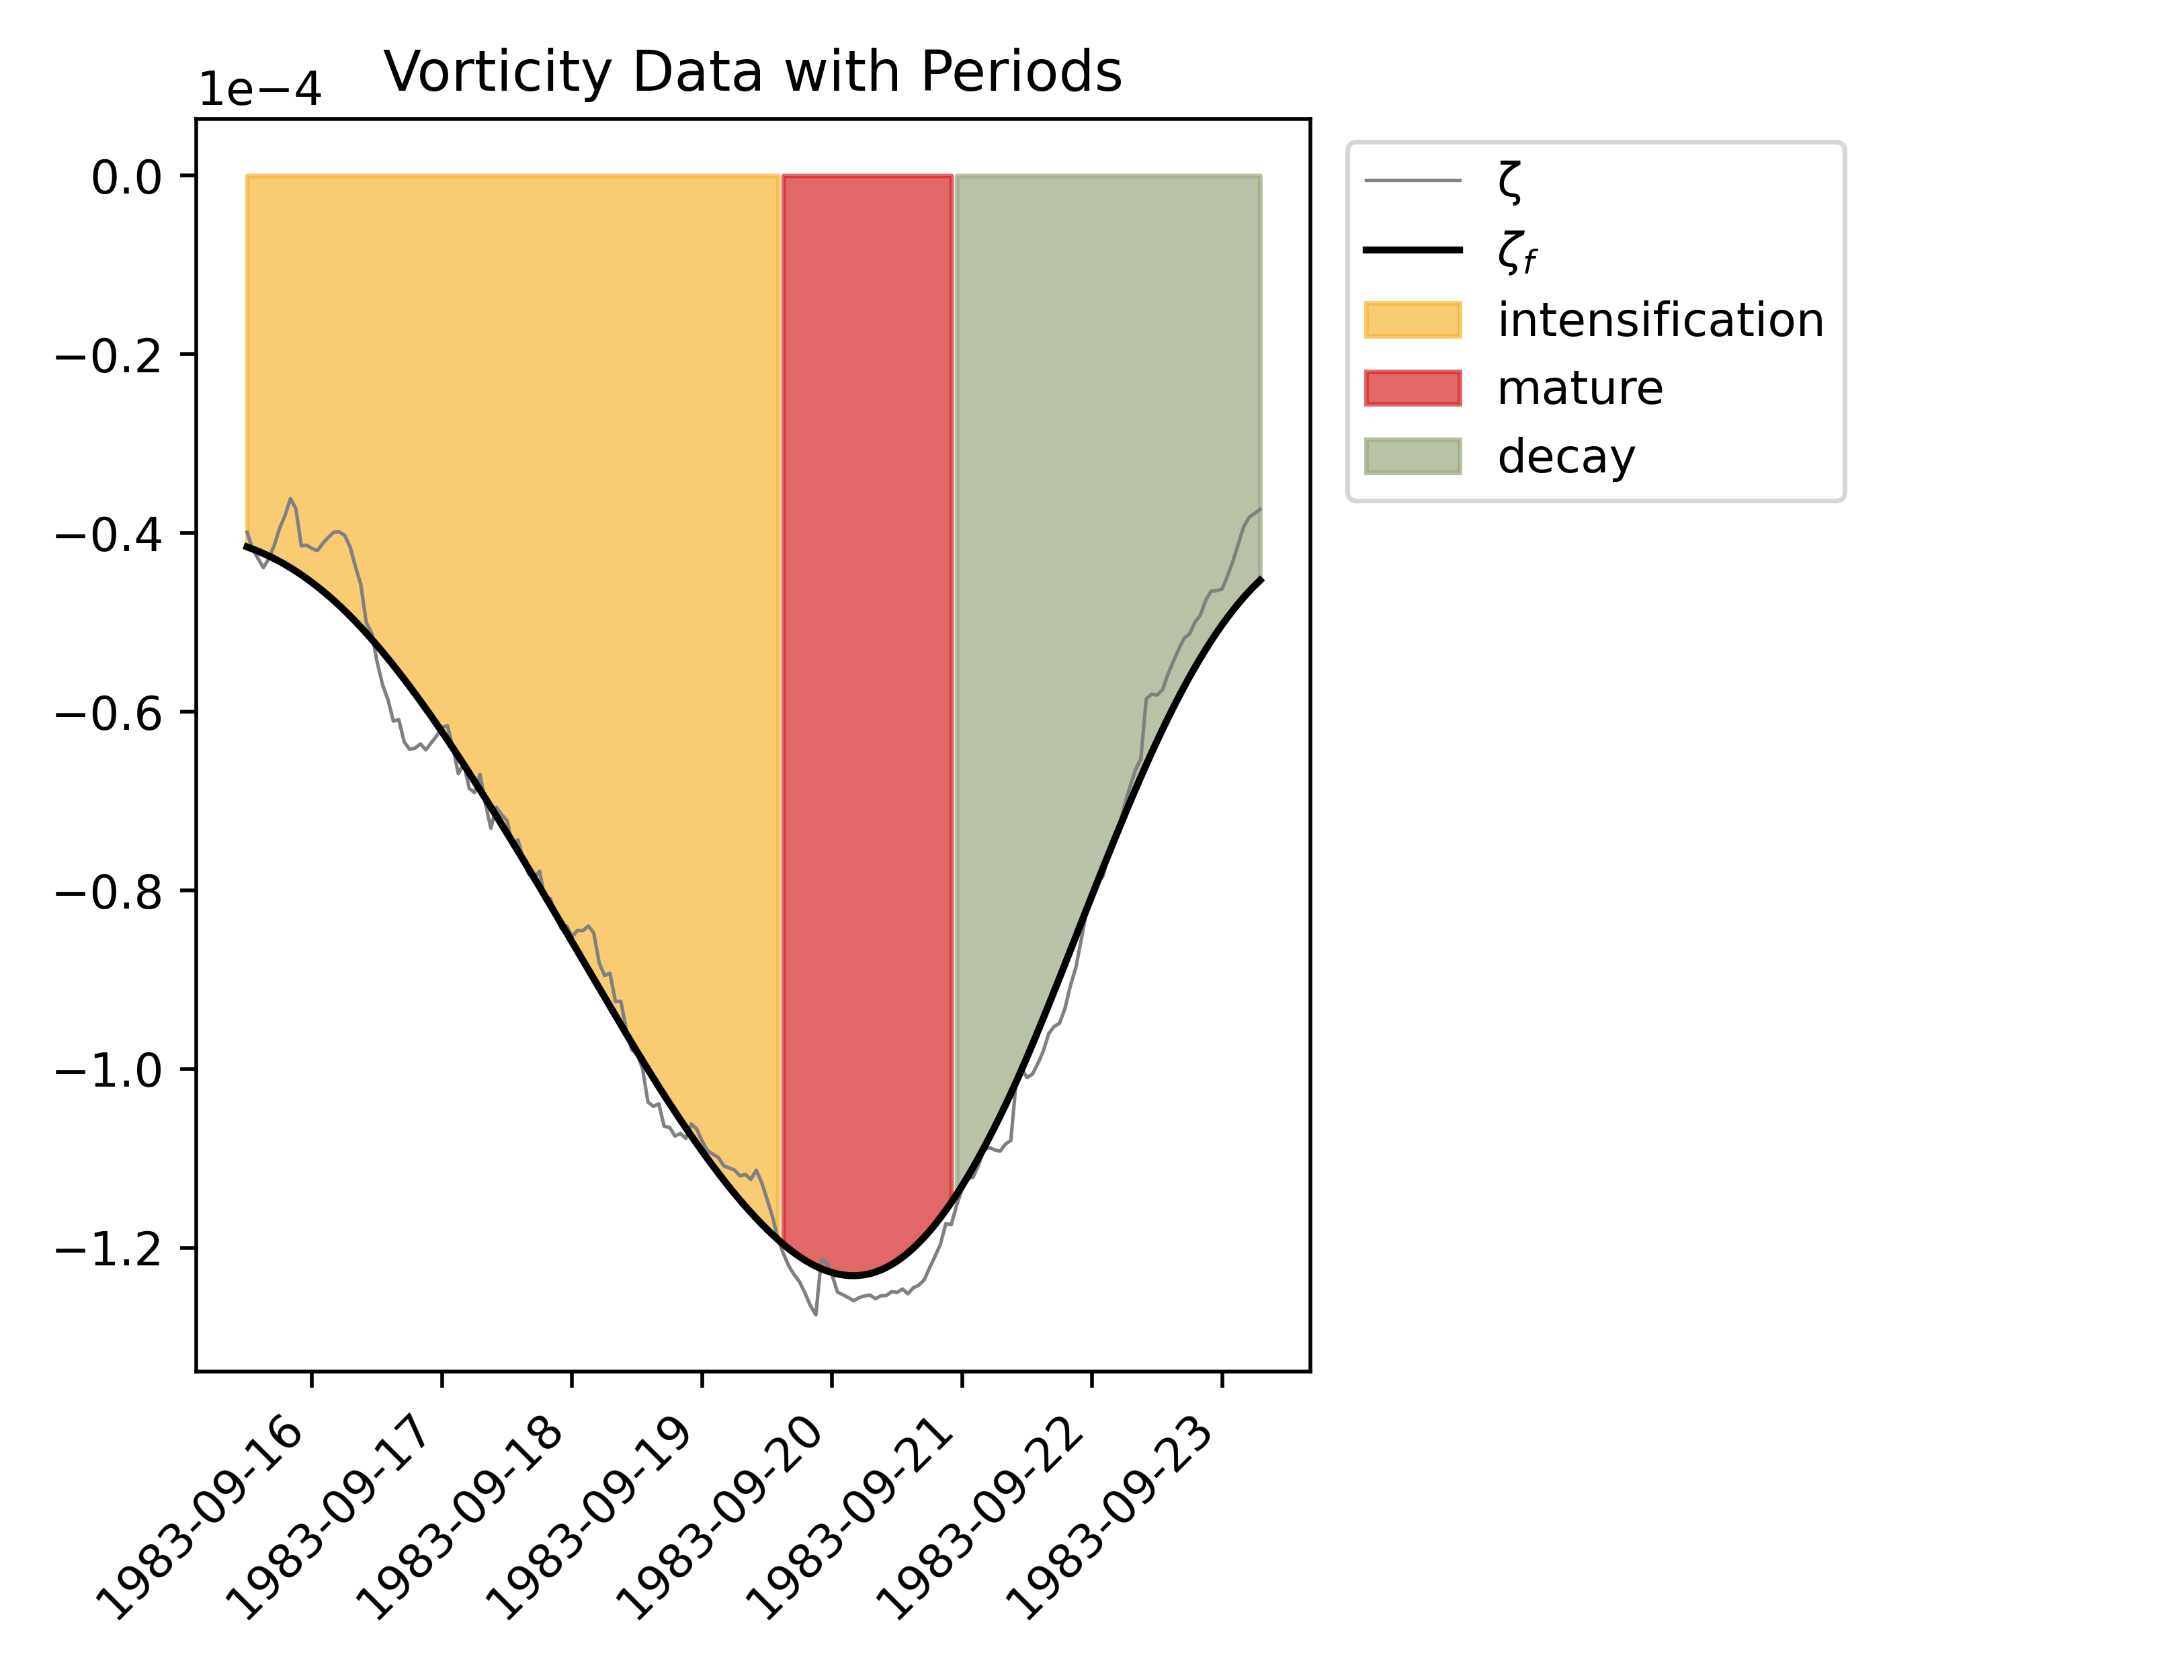 Vorticity Data with Periods
1e−4
0.0
−0.2
−0.4
−0.6
−0.8
−1.0
−1.2
1983-09-16
1983-09-17
1983-09-18
1983-09-19
1983-09-20
1983-09-21
1983-09-22
1983-09-23
ζ
ζf
intensification
mature
decay